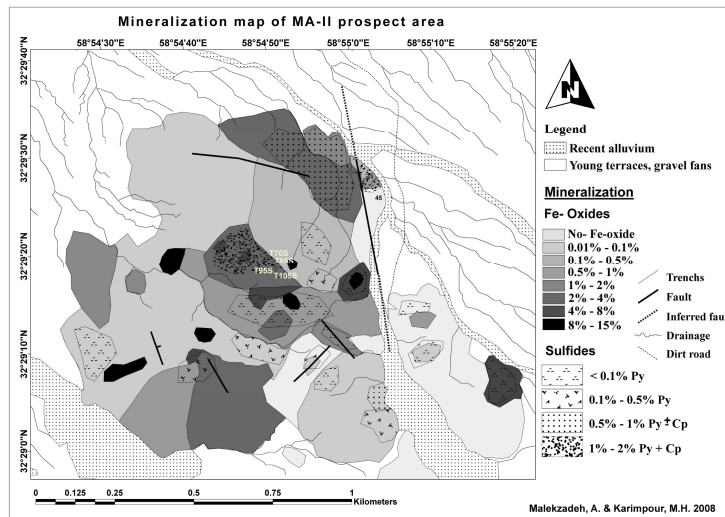 Mineralization map of MA-II prospect area
58°54'30"E 58°54'40"E 58°54'50"E 58°55'0"E 58°55'10"E 58°55'20"E
32°29'40"N
32°29'30"N
32°29'20"N
32°29'10"N
32°29'0"N
45
T70S
T95S
T105S
N
Legend
Recent alluvium
Young terraces, gravel fans
Mineralization
Fe- Oxides
No- Fe-oxide
0.01% - 0.1%
0.1% - 0.5%
0.5% - 1%
1% - 2%
2% - 4%
4% - 8%
8% - 15%
Trenchs
Fault
Inferred fau
Drainage
Dirt road
Sulfides
< 0.1% Py
0.1% - 0.5% Py
0.5% - 1% Py ± Cp
1% - 2% Py + Cp
0 0.125 0.25 0.5 0.75 1
Kilometers
Malekzadeh, A. & Karimpour, M.H. 2008